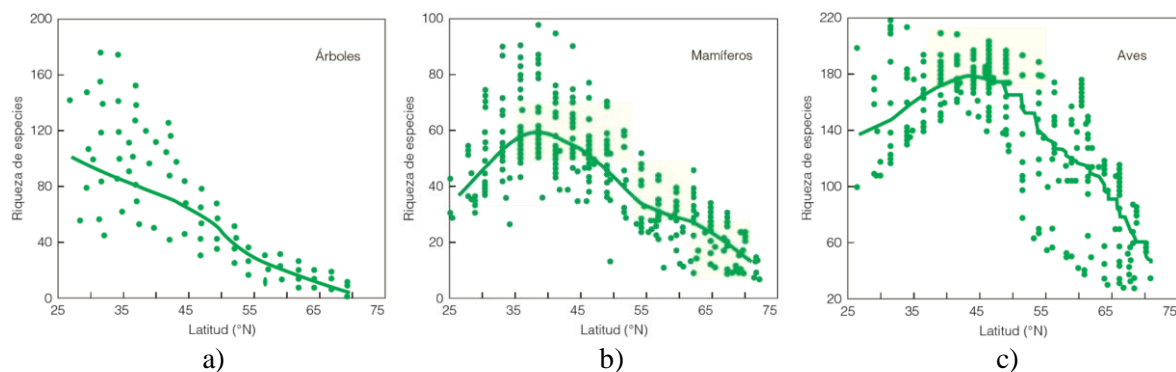 200
160
120
80
40
0
Riqueza de especies
Árboles
25 35 45 55 65 75
Latitud (°N)
a)
100
80
60
40
20
0
Riqueza de especies
Mamíferos
25 35 45 55 65 75
Latitud (°N)
b)
220
180
140
100
60
20
Riqueza de especies
Aves
25 35 45 55 65 75
Latitud (°N)
c)